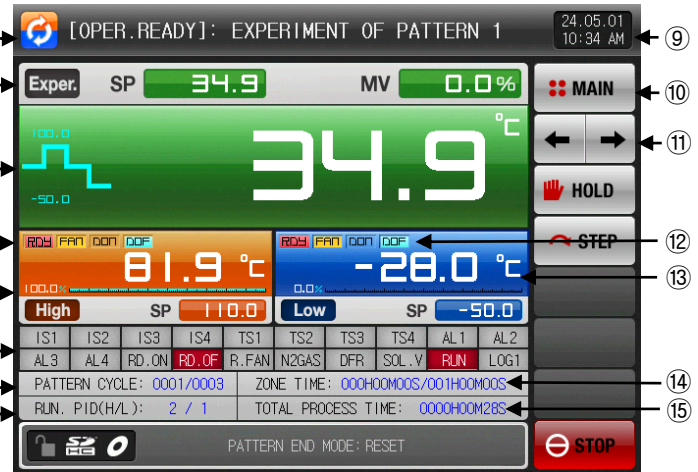 [OPER.READY]: EXPERIMENT OF PATTERN 1
24.05.01
10:34 AM
⑨
Exper. SP 34.9 MV 0.0%
MAIN
⑩
100.0
-50.0
34.9 °C
← →
⑪
HOLD
STEP
RDY FAN DON DOF
81.9 °C
100.0%
High SP 110.0
RDY FAN DON DOF
⑫
-28.0 °C
⑬
0.0%
Low SP -50.0
IS1 IS2 IS3 IS4 TS1 TS2 TS3 TS4 AL1 AL2
AL3 AL4 RD.ON RD.OF R.FAN N2GAS DFR SOL.V RUN LOG1
PATTERN CYCLE: 0001/0003 ZONE TIME: 000H00M00S/001H00M00S
⑭
RUN. PID(H/L): 2 / 1 TOTAL PROCESS TIME: 0000H00M28S
⑮
SD HC
PATTERN END MODE: RESET
STOP